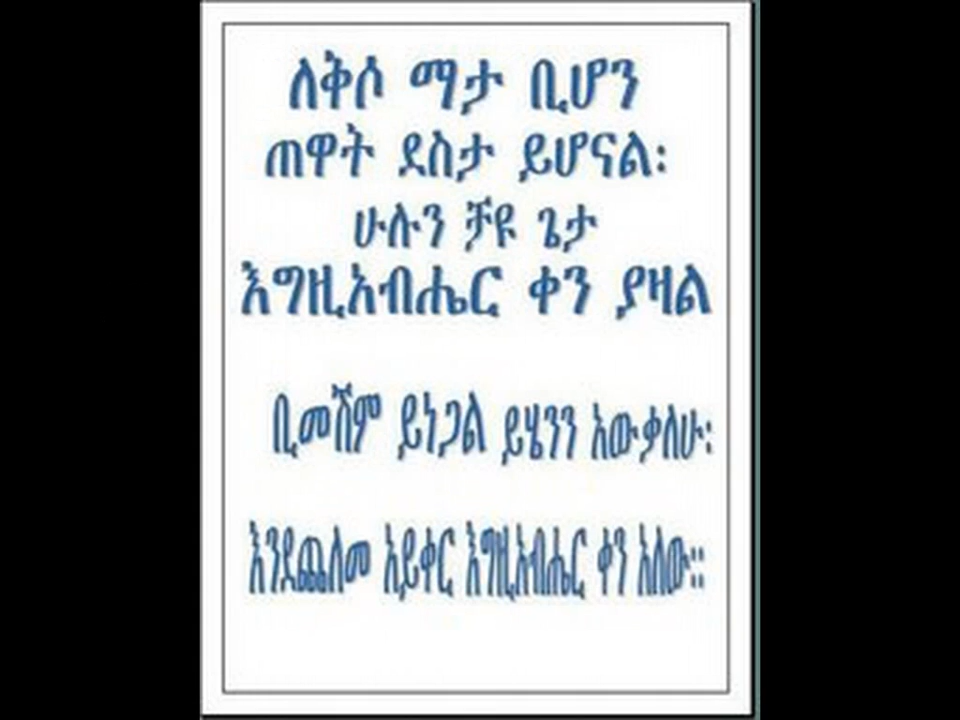 ለቅሶ ማታ ቢሆን
ጠዋት ደስታ ይሆናል፡
ሁሉን ቻዩ ጌታ
እግዚአብሔር ቀን ያዛል
ቢመሽም ይነጋል ይሄንን አውቃለሁ፡
እንደጨለመ አይቀር እግዚአብሔር ቀን አለው።